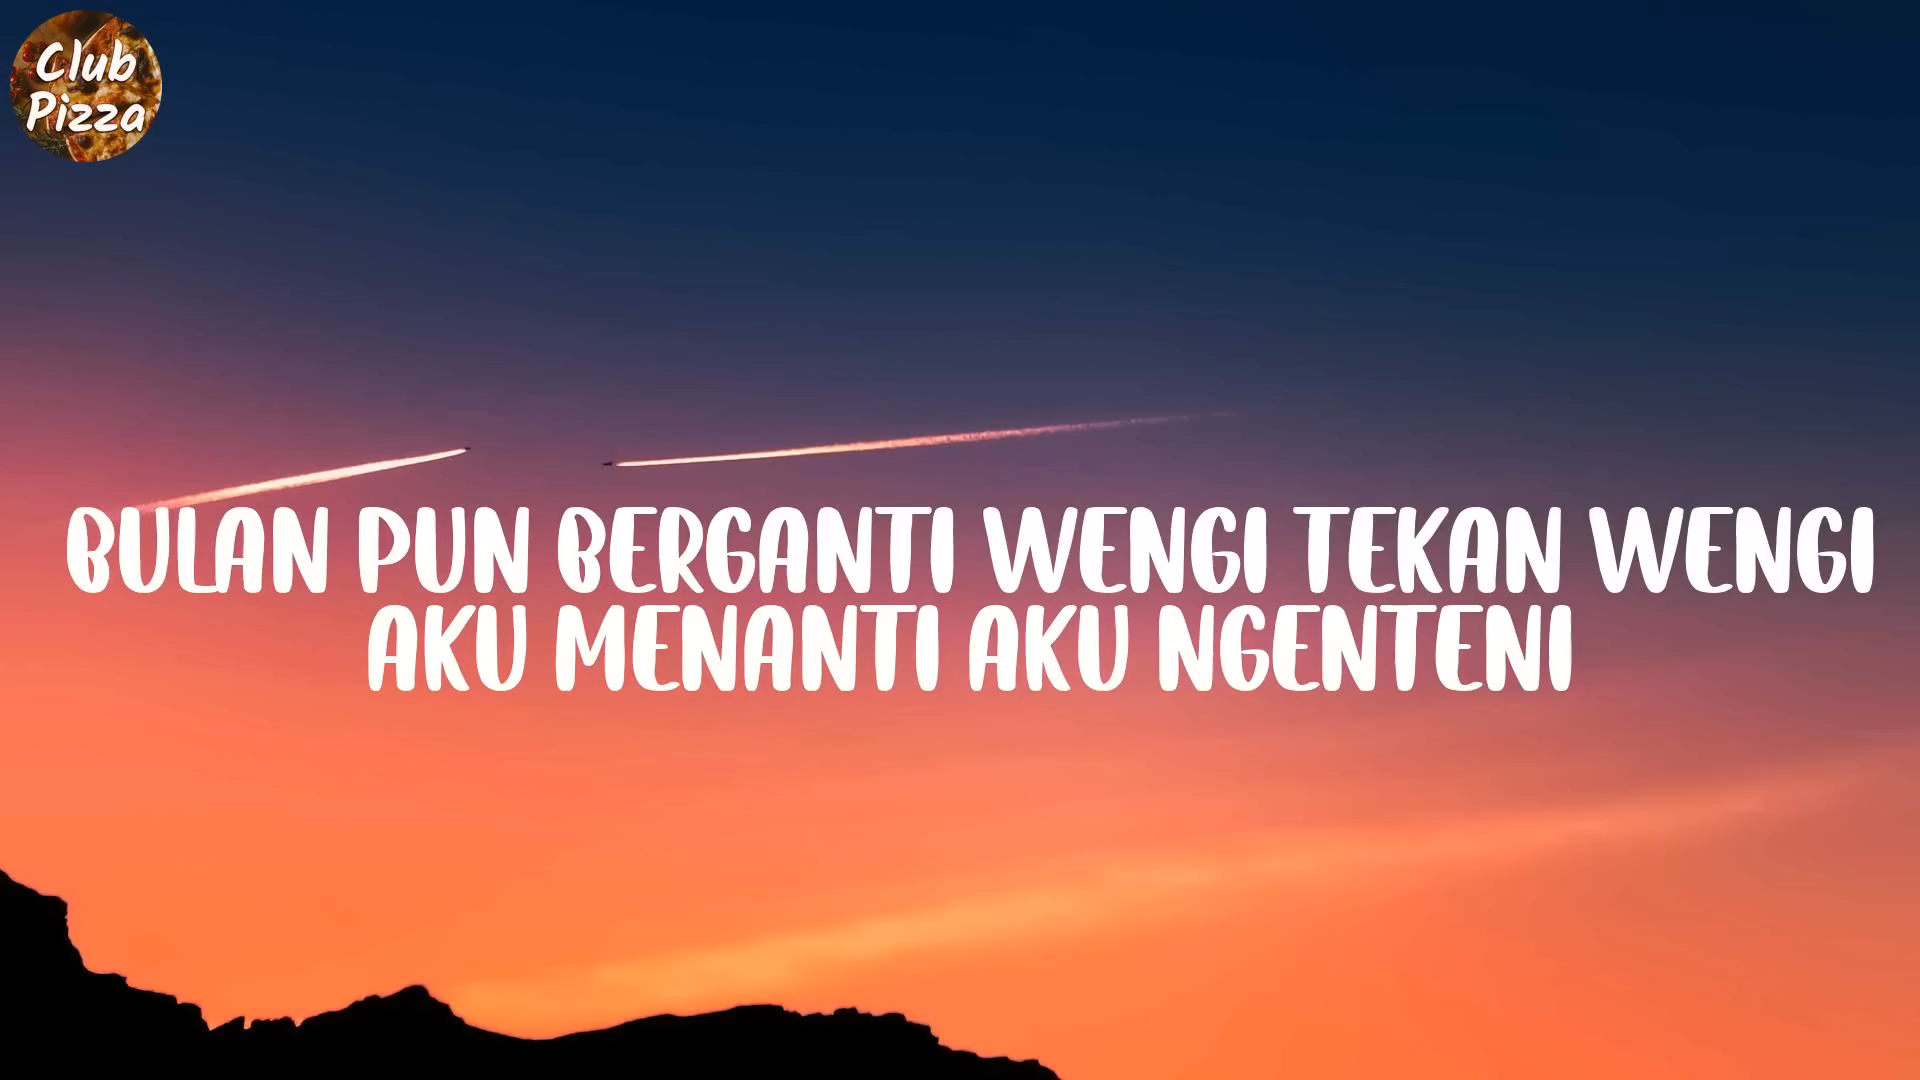 Club
Pizza
BULAN PUN BERGANTI WENGI TEKAN WENGI
AKU MENANTI AKU NGENTENI